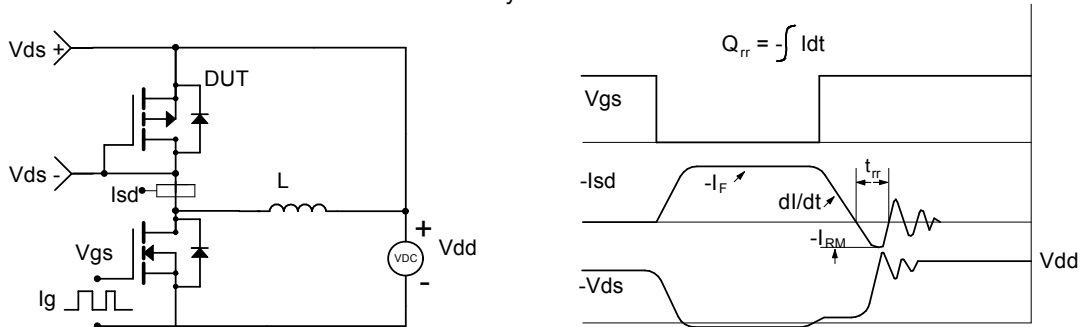 Vds +
DUT
Vds -
Isd
L
Vgs
+
VDC
Vdd
-
Ig
Qrr = -∫ Idt
Vgs
-Isd
-IF
dI/dt
trr
-IRM
Vdd
-Vds